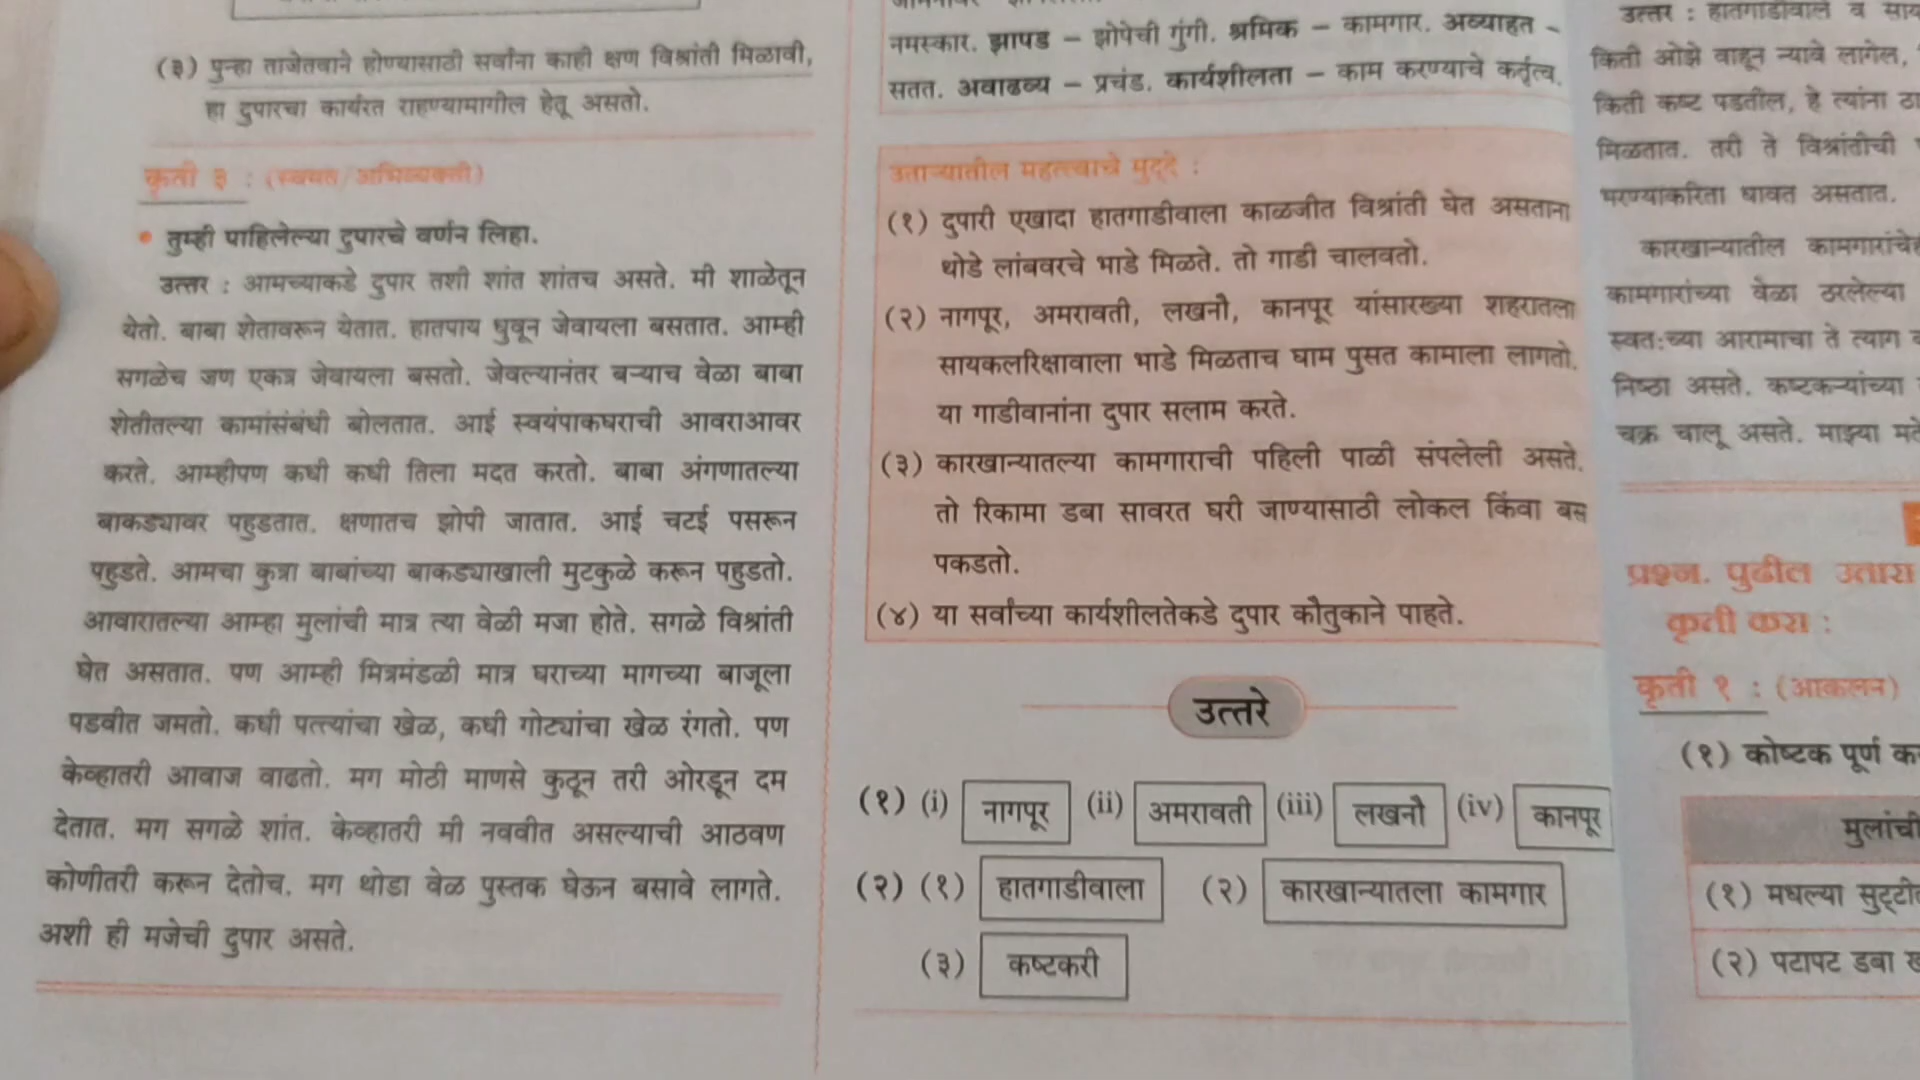 (३) पुन्हा ताजेतवाने होण्यासाठी सर्वांना काही क्षण विश्रांती मिळावी,
हा दुपारचा कार्यरत राहण्यामागील हेतू असतो.
कृती ३ : (स्वमत/अभिव्यक्ती)
• तुम्ही पाहिलेल्या दुपारचे वर्णन लिहा.
उत्तर : आमच्याकडे दुपार तशी शांत शांतच असते. मी शाळेतून
येतो. बाबा शेतावरून येतात. हातपाय धुवून जेवायला बसतात. आम्ही
सगळेच जण एकत्र जेवायला बसतो. जेवल्यानंतर बऱ्याच वेळा बाबा
शेतीतल्या कामांसंबंधी बोलतात. आई स्वयंपाकघराची आवराआवर
करते. आम्हीपण कधी कधी तिला मदत करतो. बाबा अंगणातल्या
बाकड्यावर पहुडतात. क्षणातच झोपी जातात. आई चटई पसरून
पहुडते. आमचा कुत्रा बाबांच्या बाकड्याखाली मुटकुळे करून पहुडतो.
आवारातल्या आम्हा मुलांची मात्र त्या वेळी मजा होते. सगळे विश्रांती
घेत असतात. पण आम्ही मित्रमंडळी मात्र घराच्या मागच्या बाजूला
पडवीत जमतो. कधी पत्त्यांचा खेळ, कधी गोट्यांचा खेळ रंगतो. पण
केव्हातरी आवाज वाढतो. मग मोठी माणसे कुठून तरी ओरडून दम
देतात. मग सगळे शांत. केव्हातरी मी नववीत असल्याची आठवण
कोणीतरी करून देतोच. मग थोडा वेळ पुस्तक घेऊन बसावे लागते.
अशी ही मजेची दुपार असते.
नमस्कार. झापड – झोपेची गुंगी. श्रमिक – कामगार. अव्याहत –
सतत. अवाढव्य – प्रचंड. कार्यशीलता – काम करण्याचे कर्तृत्व.
उताऱ्यातील महत्त्वाचे मुद्दे :
(१) दुपारी एखादा हातगाडीवाला काळजीत विश्रांती घेत असताना
थोडे लांबवरचे भाडे मिळते. तो गाडी चालवतो.
(२) नागपूर, अमरावती, लखनौ, कानपूर यांसारख्या शहरातला
सायकलरिक्षावाला भाडे मिळताच घाम पुसत कामाला लागतो.
या गाडीवानांना दुपार सलाम करते.
(३) कारखान्यातल्या कामगाराची पहिली पाळी संपलेली असते.
तो रिकामा डबा सावरत घरी जाण्यासाठी लोकल किंवा बस
पकडतो.
(४) या सर्वांच्या कार्यशीलतेकडे दुपार कौतुकाने पाहते.
उत्तरे
(१) (i) नागपूर (ii) अमरावती (iii) लखनौ (iv) कानपूर
(२) (१) हातगाडीवाला (२) कारखान्यातला कामगार
(३) कष्टकरी
उत्तर : हातगाडीवाले व
किती ओझे वाहून न्यावे लागेल,
किती कष्ट पडतील, हे त्यांना
मिळतात. तरी ते विश्रांतीची
भरण्याकरिता धावत असतात.
कारखान्यातील
कामगारांच्या वेळा ठरलेल्या
स्वतःच्या आरामाचा ते त्याग
निष्ठा असते. कष्टकऱ्यांच्या
चक्र चालू असते. माझ्या
प्रश्न. पुढील उतारा
कृती करा :
कृती १ : (आकलन)
(१) कोष्टक पूर्ण
मुलांची
(१) मधल्या
(२) पटापट डबा